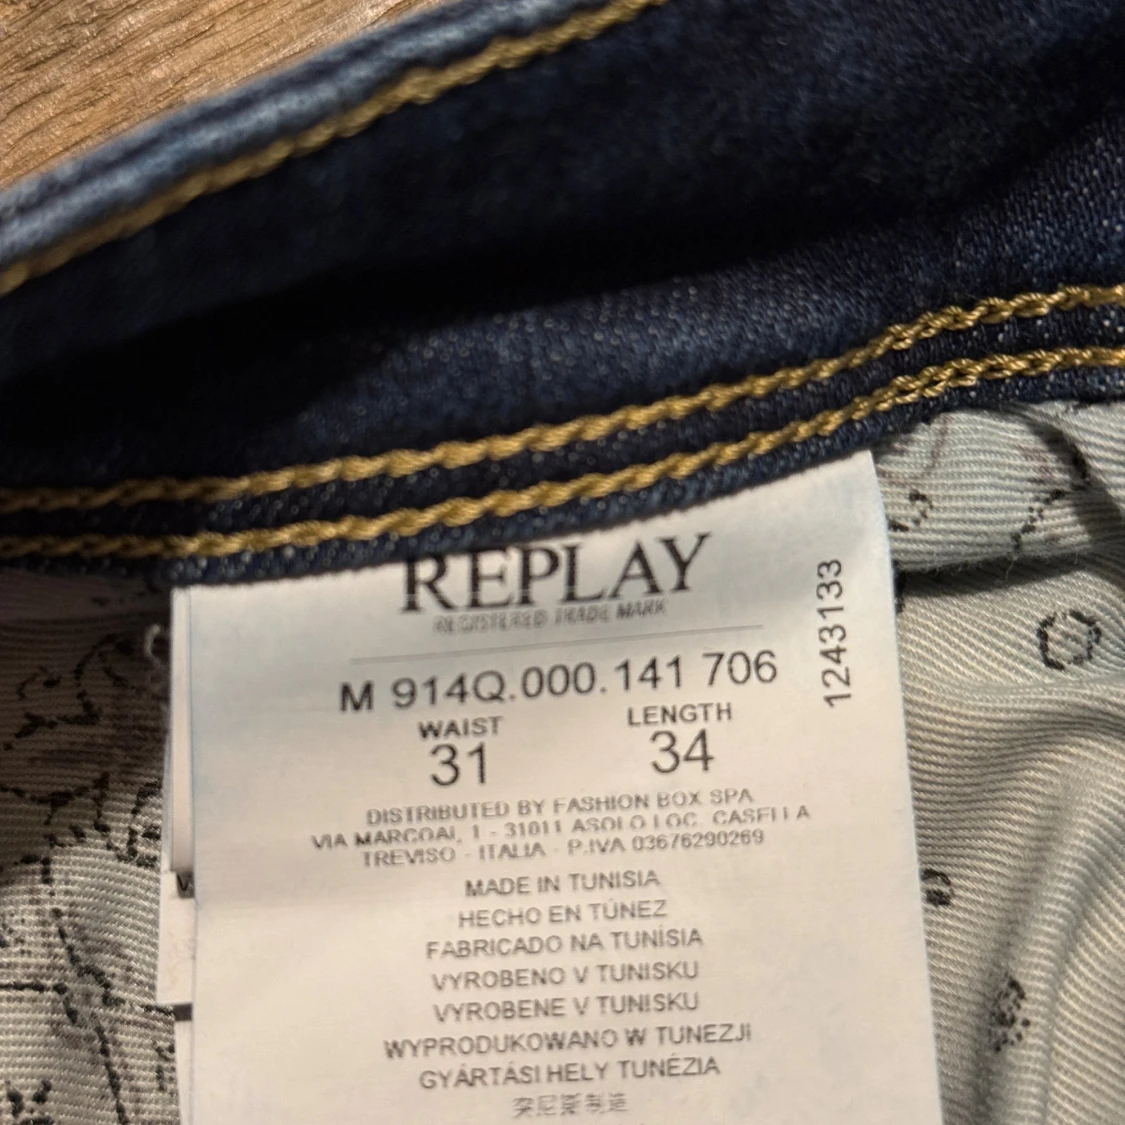 REPLAY
REGISTERED TRADE MARK
M 914Q.000.141 706
1243133
WAIST LENGTH
31 34
DISTRIBUTED BY FASHION BOX SPA
VIA MARCOAI, 1 - 31011 ASOLO LOC. CASELLA
TREVISO - ITALIA - P.IVA 03676290269
MADE IN TUNISIA
HECHO EN TÚNEZ
FABRICADO NA TUNÍSIA
VYROBENO V TUNISKU
VYROBENE V TUNISKU
WYPRODUKOWANO W TUNEZJI
GYÁRTÁSI HELY TUNÉZIA
突尼斯制造